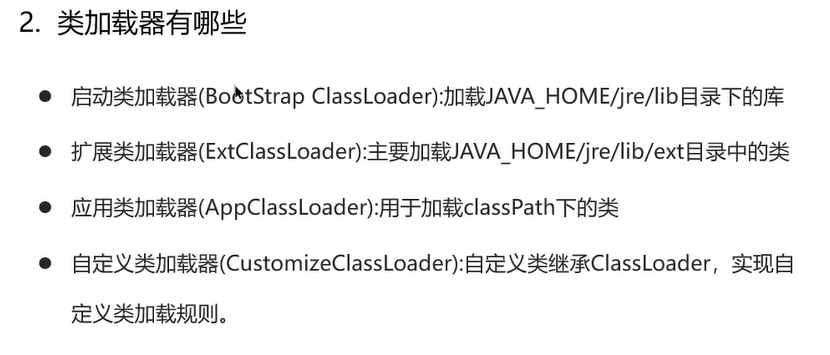 2. 类加载器有哪些
● 启动类加载器(BootStrap ClassLoader):加载JAVA_HOME/jre/lib目录下的库
● 扩展类加载器(ExtClassLoader):主要加载JAVA_HOME/jre/lib/ext目录中的类
● 应用类加载器(AppClassLoader):用于加载classPath下的类
● 自定义类加载器(CustomizeClassLoader):自定义类继承ClassLoader，实现自
定义类加载规则。